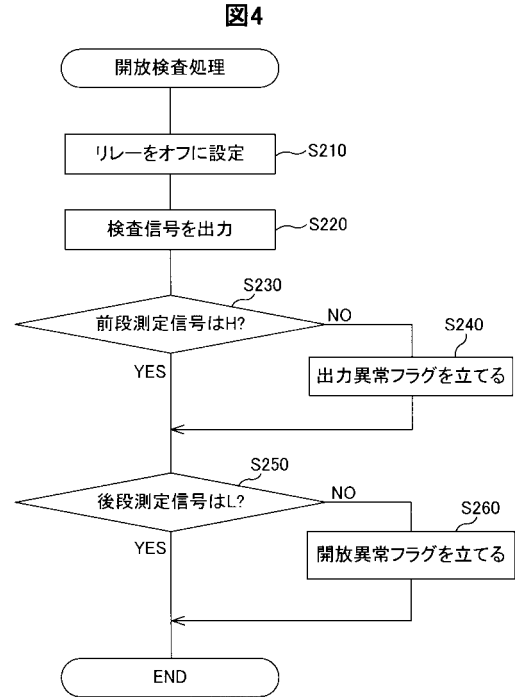 図4
開放検査処理
リレーをオフに設定
S210
検査信号を出力
S220
S230
前段測定信号はH?
NO
YES
S240
出力異常フラグを立てる
S250
後段測定信号はL?
NO
YES
S260
開放異常フラグを立てる
END